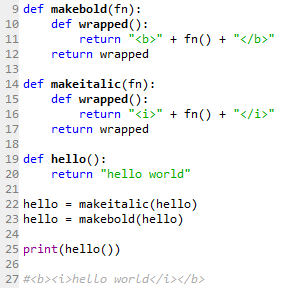 9 def makebold(fn):
10     def wrapped():
11         return "<b>" + fn() + "</b>"
12     return wrapped
13
14 def makeitalic(fn):
15     def wrapped():
16         return "<i>" + fn() + "</i>"
17     return wrapped
18
19 def hello():
20     return "hello world"
21
22 hello = makeitalic(hello)
23 hello = makebold(hello)
24
25 print(hello())
26
27 #<b><i>hello world</i></b>